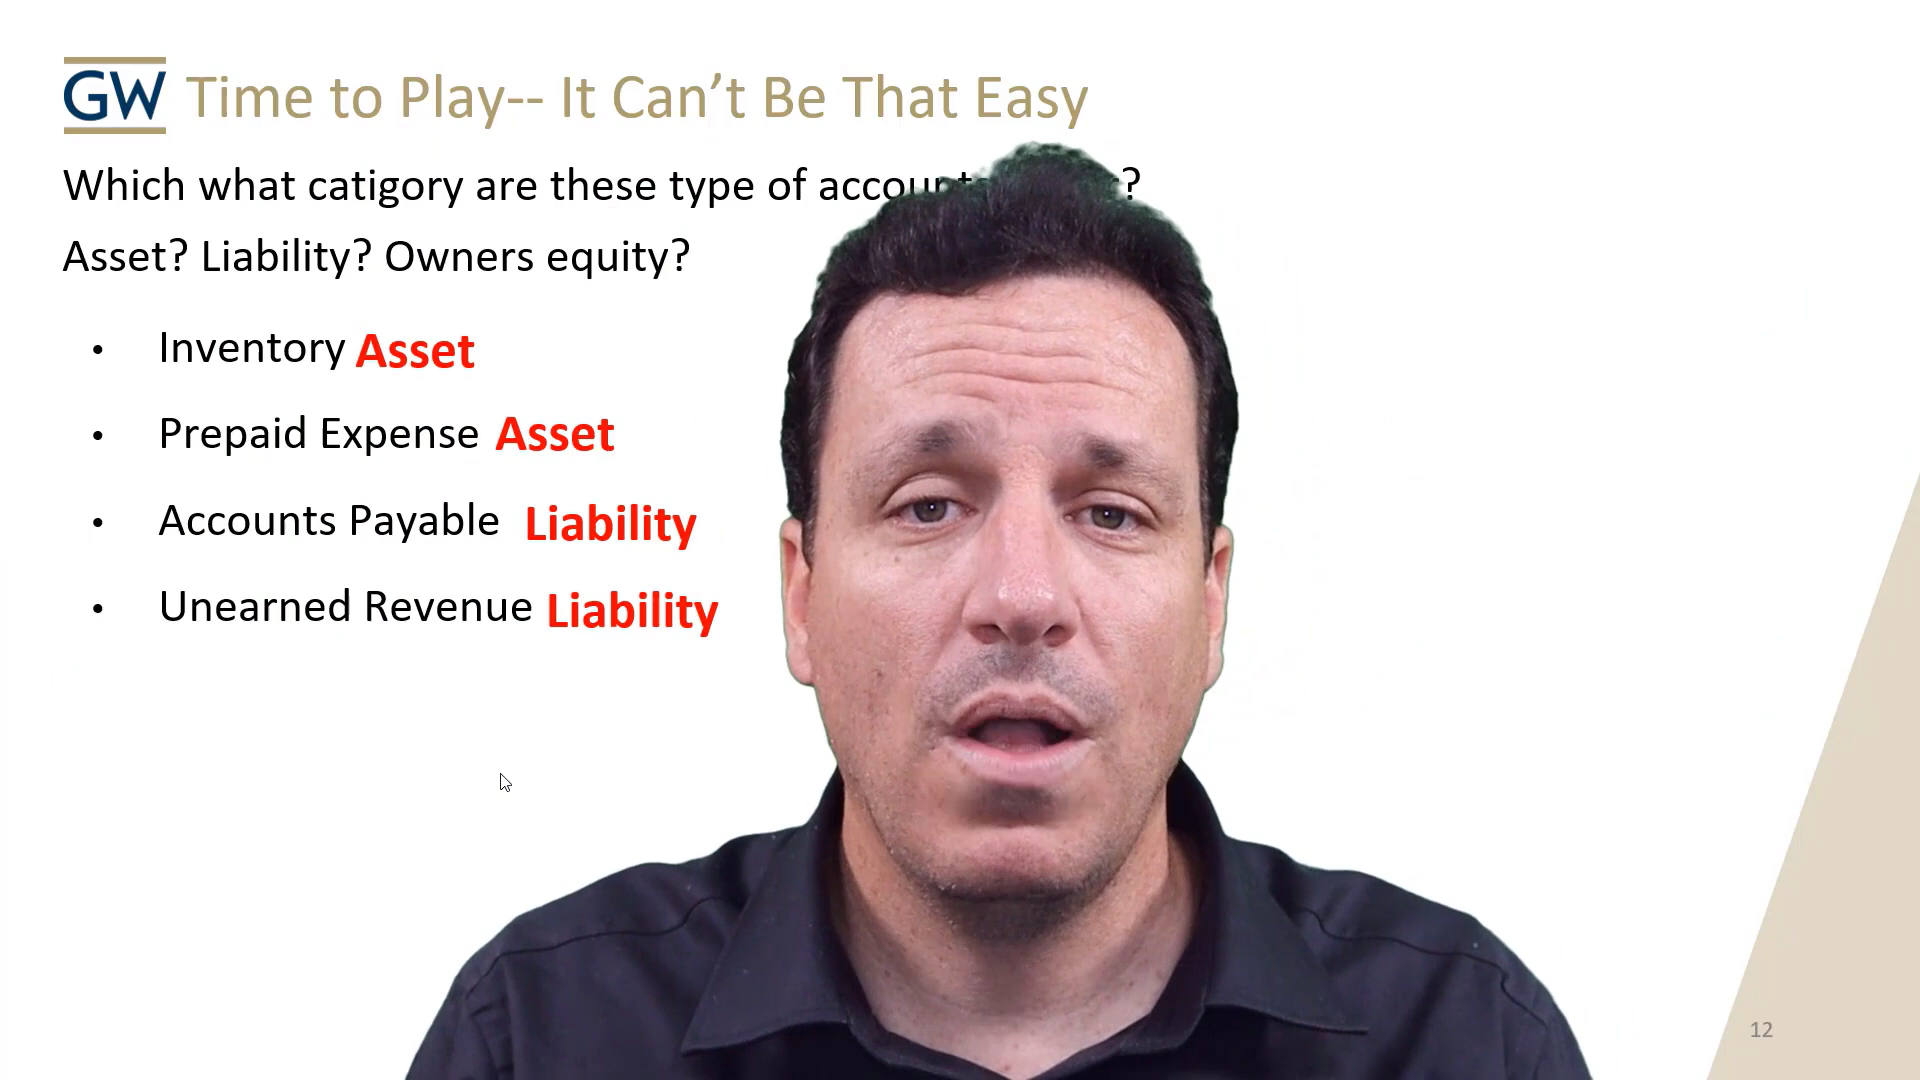 GW Time to Play-- It Can’t Be That Easy
Which what catigory are these type of ?
Asset? Liability? Owners equity?
• Inventory Asset
• Prepaid Expense Asset
• Accounts Payable Liability
• Unearned Revenue Liability
12